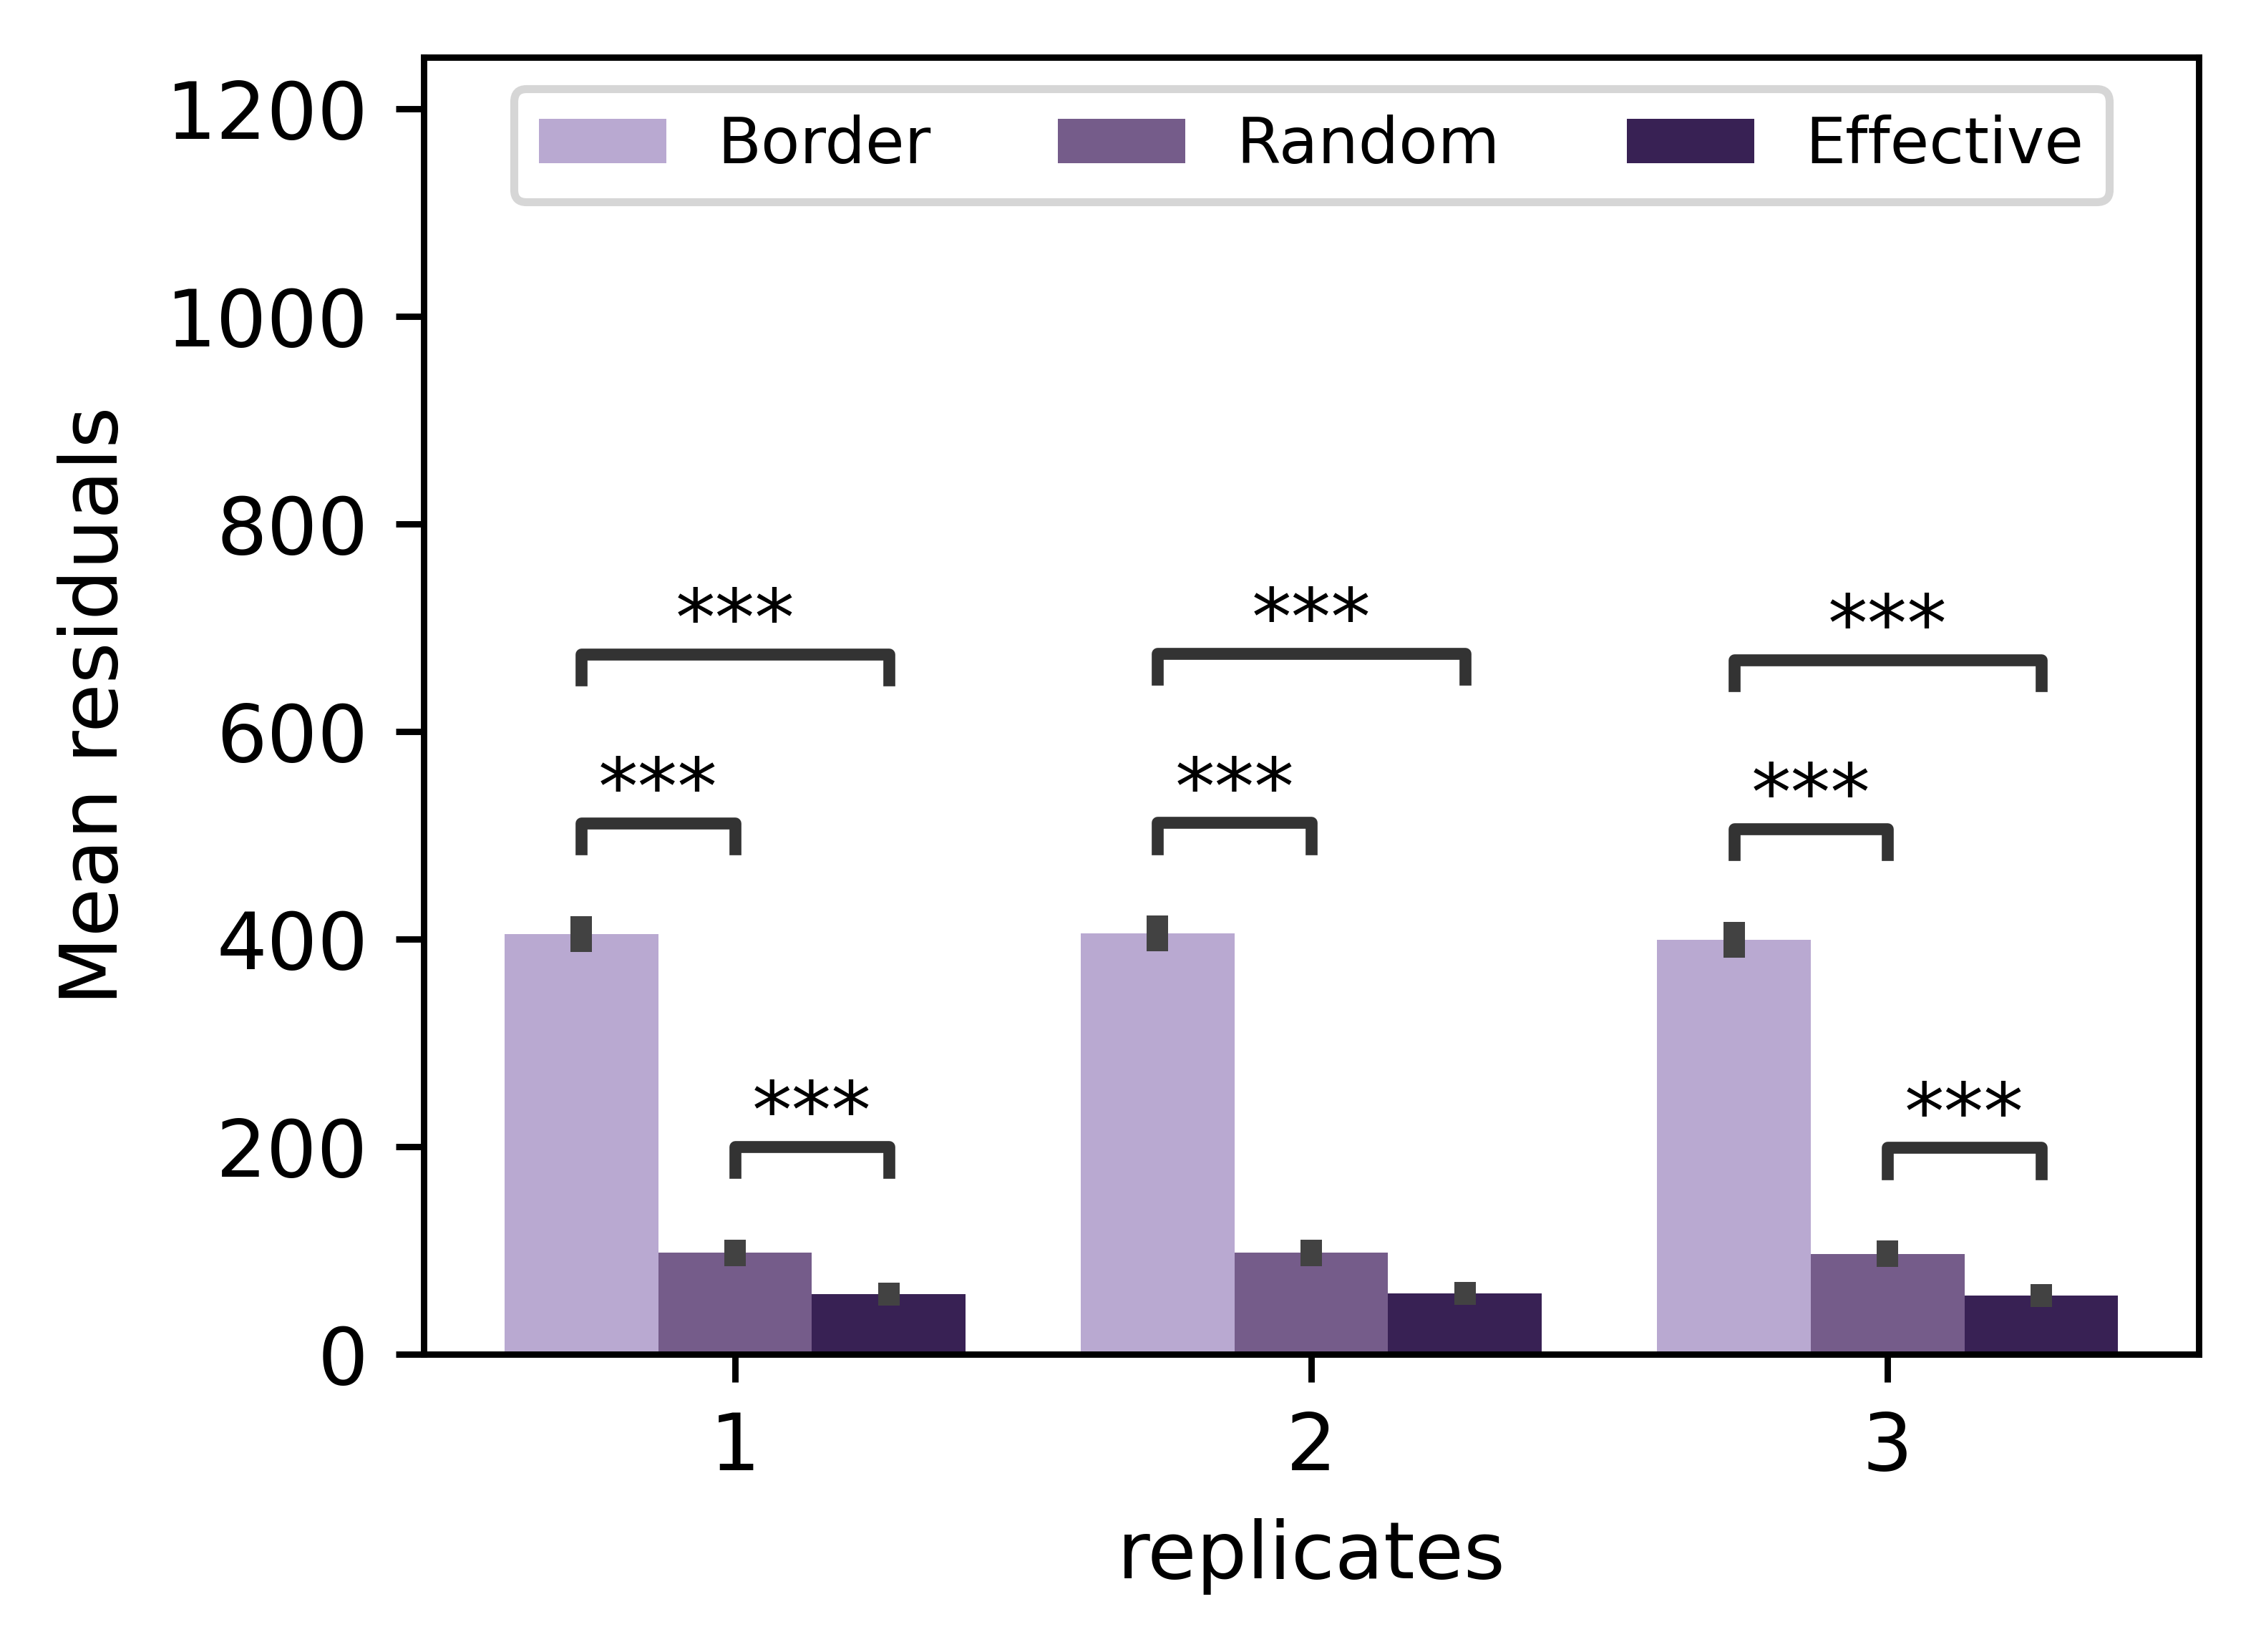 Border Random Effective
1200
1000
800
600
400
200
0
Mean residuals
*** *** ***
*** *** ***
*** ***
1 2 3
replicates